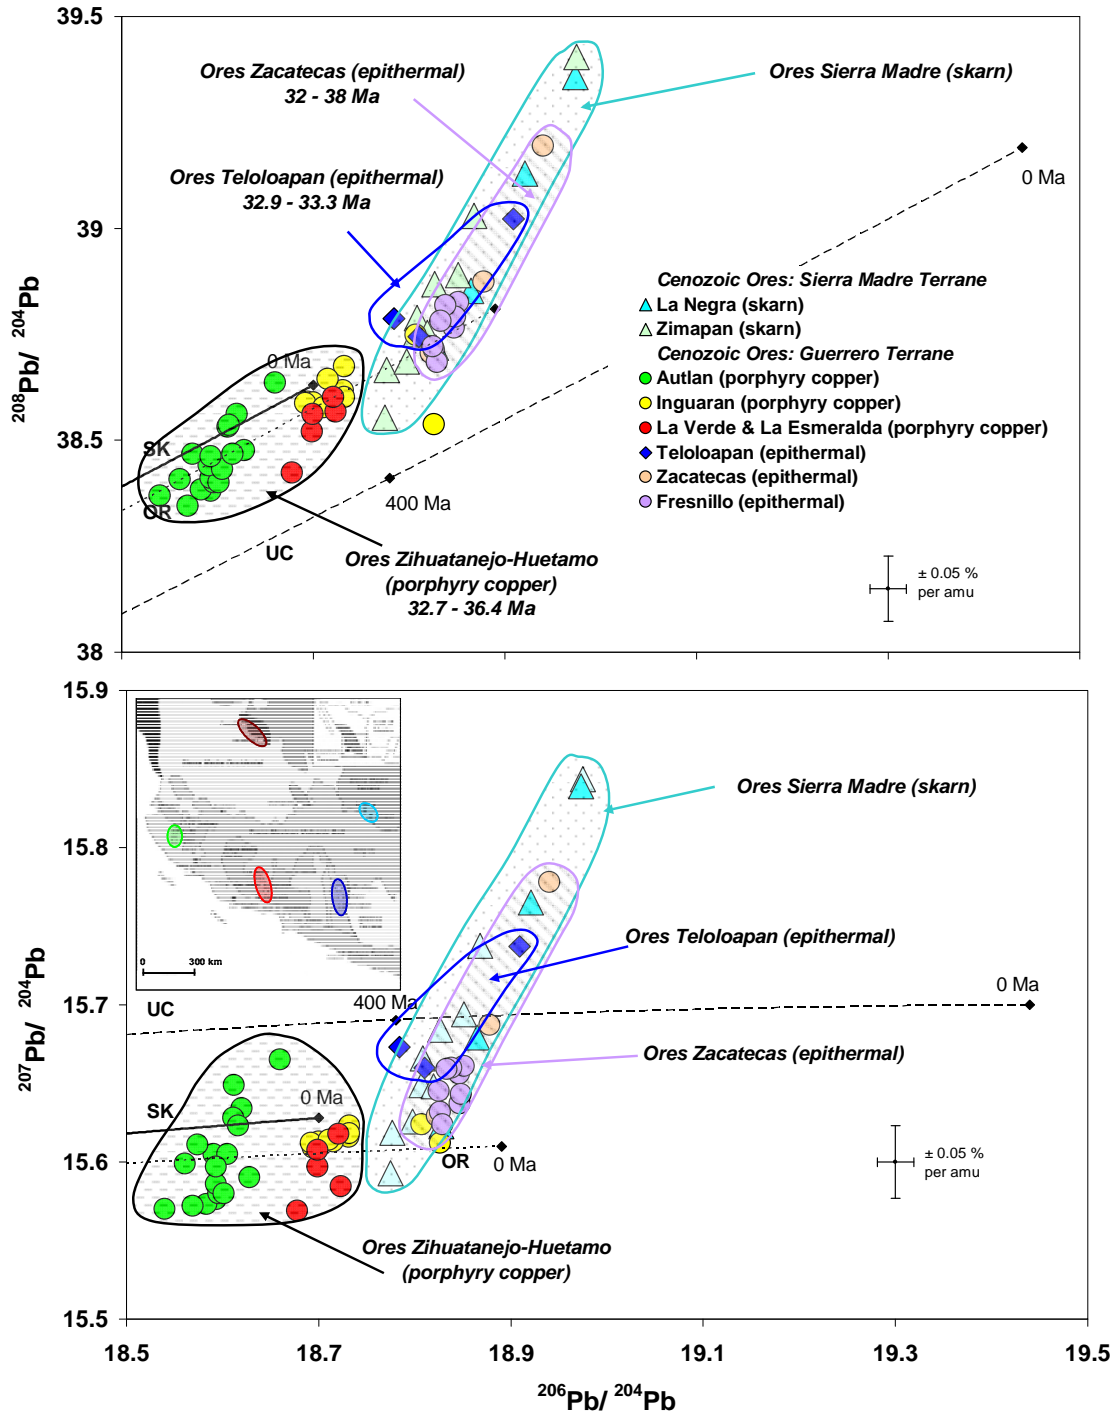 39.5
39
38.5
38
208Pb/ 204Pb
Ores Zacatecas (epithermal)
32 - 38 Ma
Ores Sierra Madre (skarn)
Ores Teloloapan (epithermal)
32.9 - 33.3 Ma
0 Ma
0 Ma
SK
OR
UC
400 Ma
Cenozoic Ores: Sierra Madre Terrane
La Negra (skarn)
Zimapan (skarn)
Cenozoic Ores: Guerrero Terrane
Autlan (porphyry copper)
Inguaran (porphyry copper)
La Verde & La Esmeralda (porphyry copper)
Teloloapan (epithermal)
Zacatecas (epithermal)
Fresnillo (epithermal)
Ores Zihuatanejo-Huetamo
(porphyry copper)
32.7 - 36.4 Ma
± 0.05 %
per amu
15.9
15.8
15.7
15.6
15.5
207Pb/ 204Pb
0
300 km
Ores Sierra Madre (skarn)
Ores Teloloapan (epithermal)
UC
400 Ma
0 Ma
Ores Zacatecas (epithermal)
SK
0 Ma
OR
0 Ma
± 0.05 %
per amu
Ores Zihuatanejo-Huetamo
(porphyry copper)
18.5
18.7
18.9
19.1
19.3
19.5
206Pb/ 204Pb